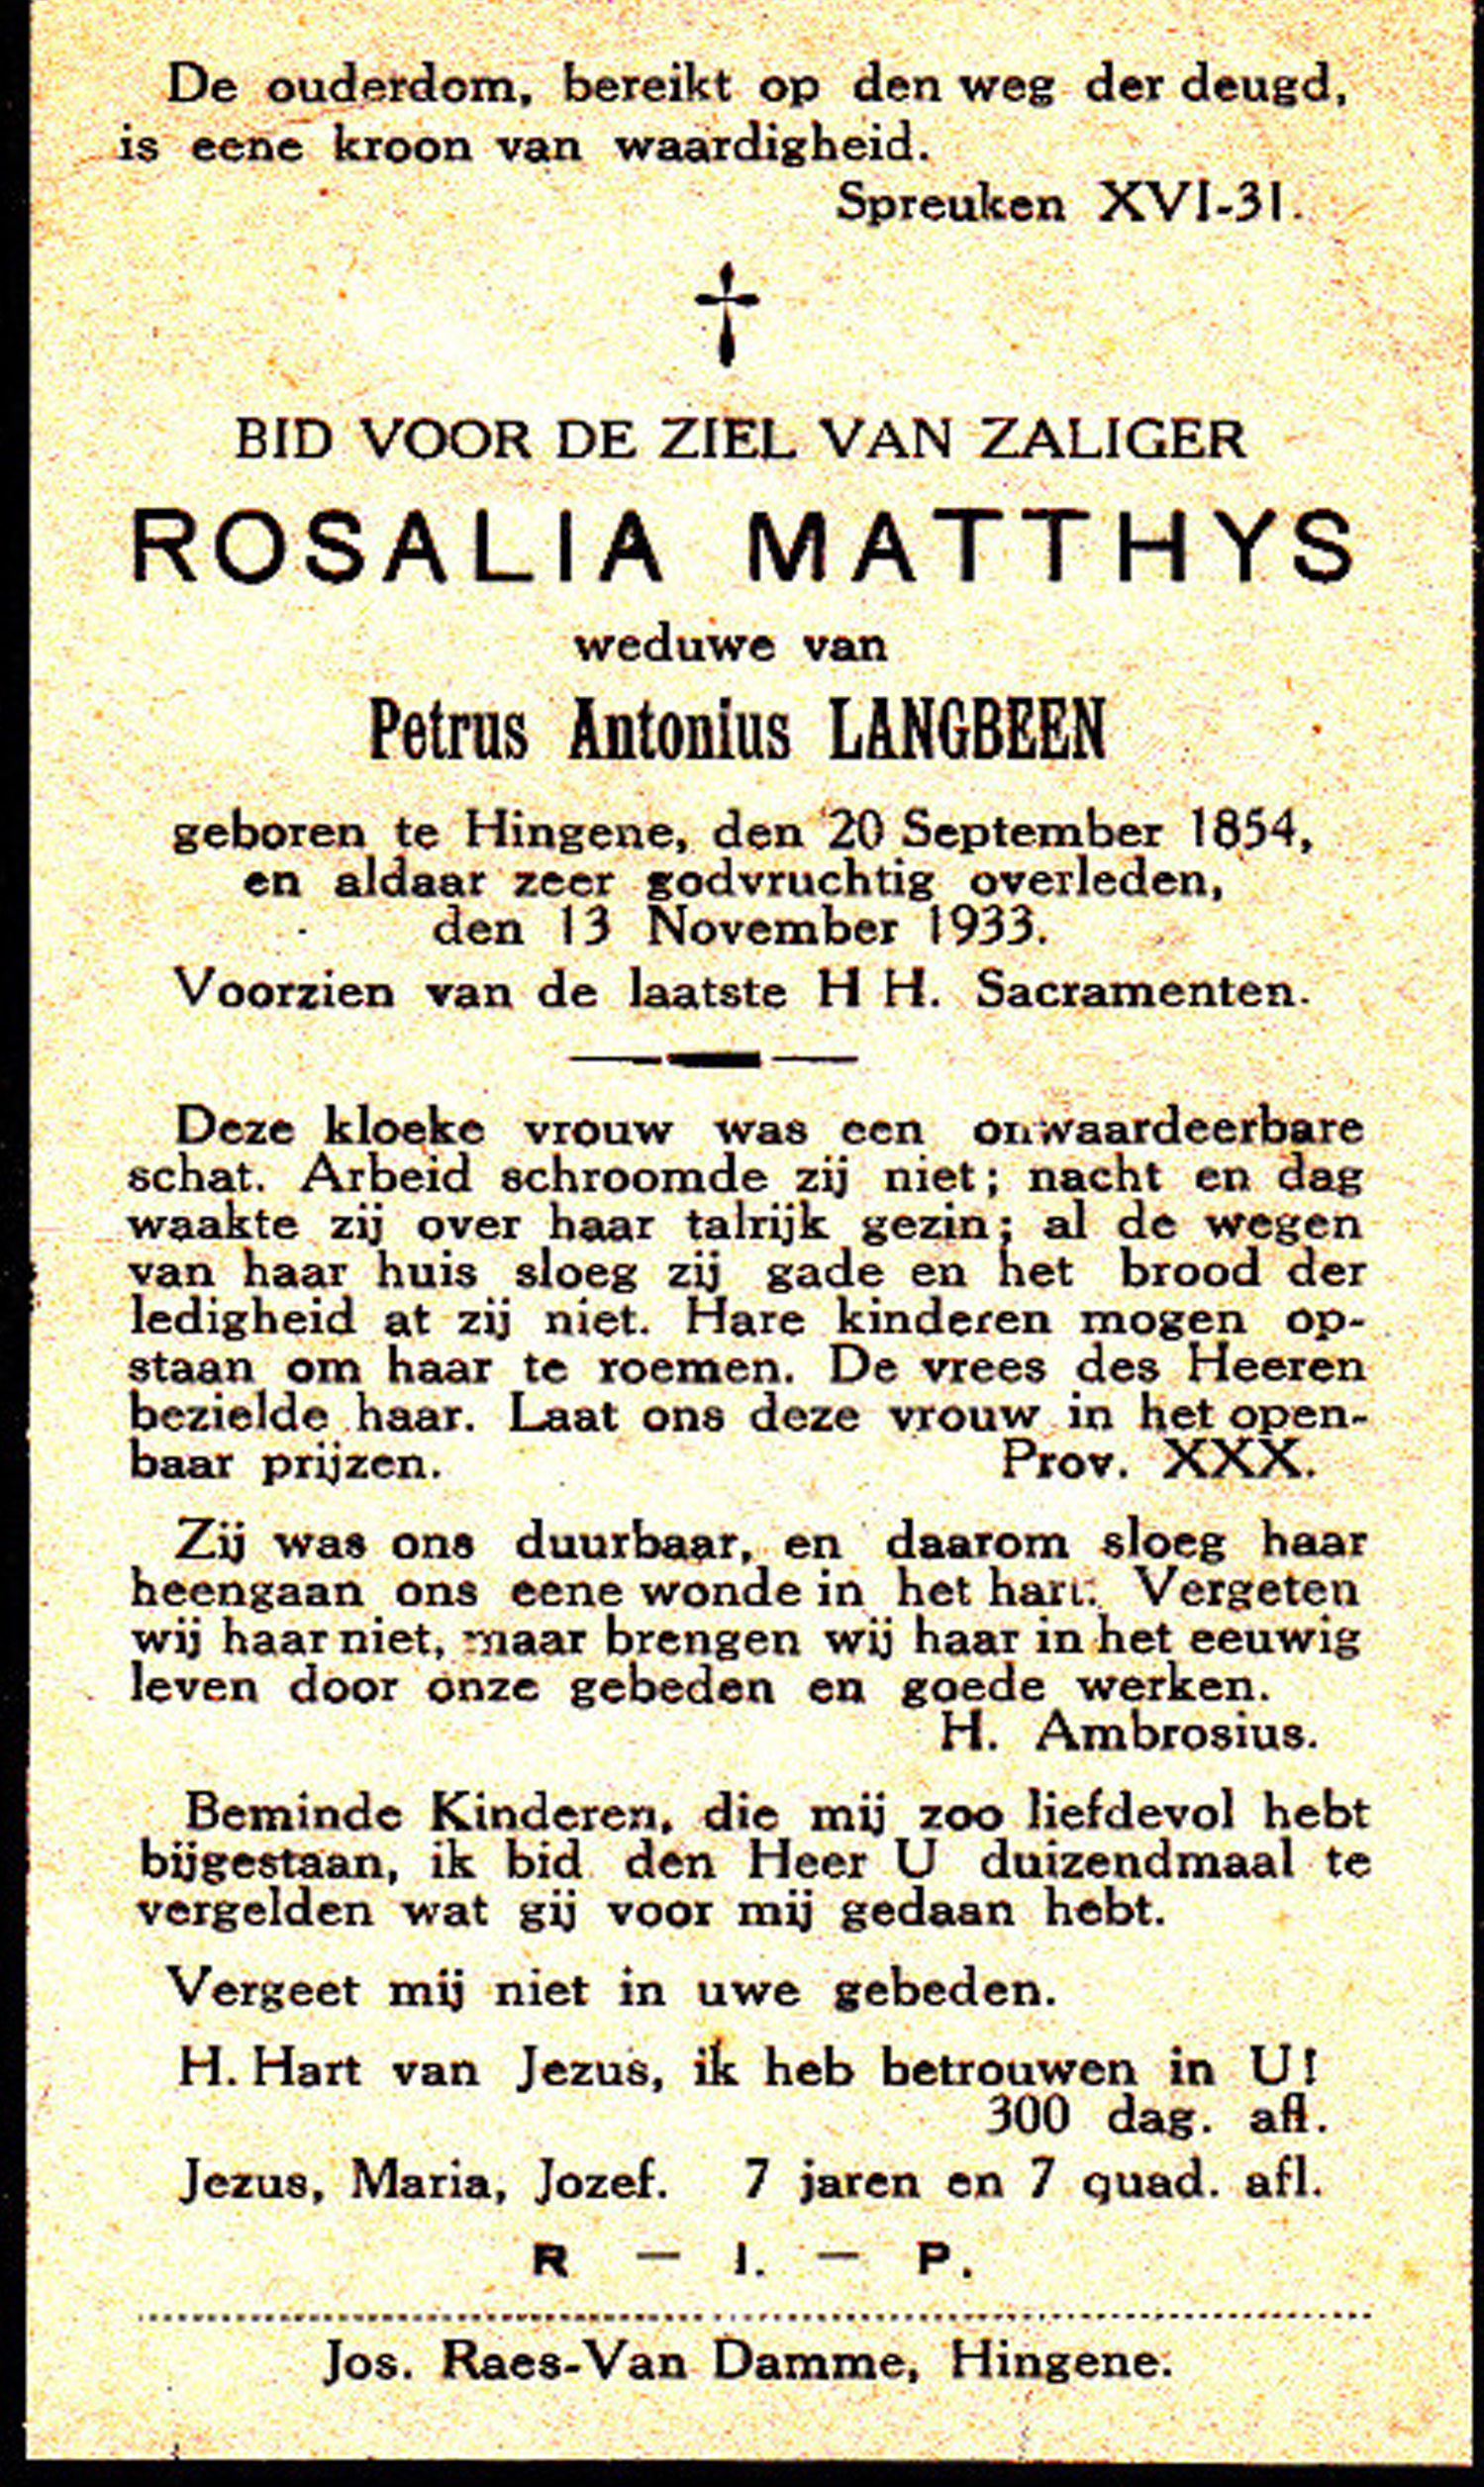 De ouderdom, bereikt op den weg der deugd,
is eene kroon van waardigheid.
Spreuken XVI-31.
BID VOOR DE ZIEL VAN ZALIGER
ROSALIA MATTHYS
weduwe van
Petrus Antonius LANGBEEN
geboren te Hingene, den 20 September 1854,
en aldaar zeer godvruchtig overleden,
den 13 November 1933.
Voorzien van de laatste H H. Sacramenten.
Deze kloeke vrouw was een onwaardeerbare
schat. Arbeid schroomde zij niet; nacht en dag
waakte zij over haar talrijk gezin; al de wegen
van haar huis sloeg zij gade en het brood der
ledigheid at zij niet. Hare kinderen mogen op-
staan om haar te roemen. De vrees des Heeren
bezielde haar. Laat ons deze vrouw in het open-
baar prijzen. Prov. XXX.
Zij was ons duurbaar, en daarom sloeg haar
heengaan ons eene wonde in het hart. Vergeten
wij haar niet, maar brengen wij haar in het eeuwig
leven door onze gebeden en goede werken.
H. Ambrosius.
Beminde Kinderen, die mij zoo liefdevol hebt
bijgestaan, ik bid den Heer U duizendmaal te
vergelden wat gij voor mij gedaan hebt.
Vergeet mij niet in uwe gebeden.
H. Hart van Jezus, ik heb betrouwen in U!
300 dag. afl.
Jezus, Maria, Jozef. 7 jaren en 7 quad. afl.
R — I. — P.
Jos. Raes-Van Damme, Hingene.